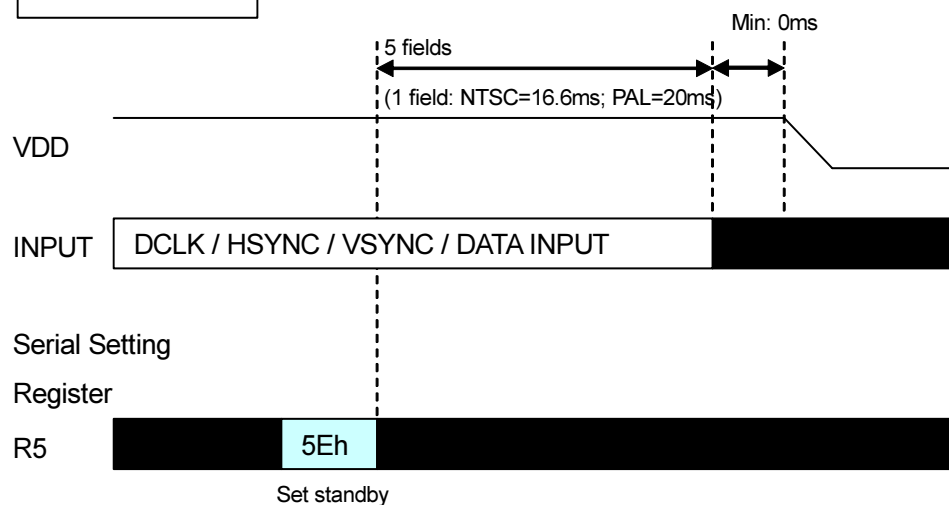 Min: 0ms
5 fields
(1 field: NTSC=16.6ms; PAL=20ms)
VDD
INPUT
DCLK / HSYNC / VSYNC / DATA INPUT
Serial Setting
Register
R5
5Eh
Set standby